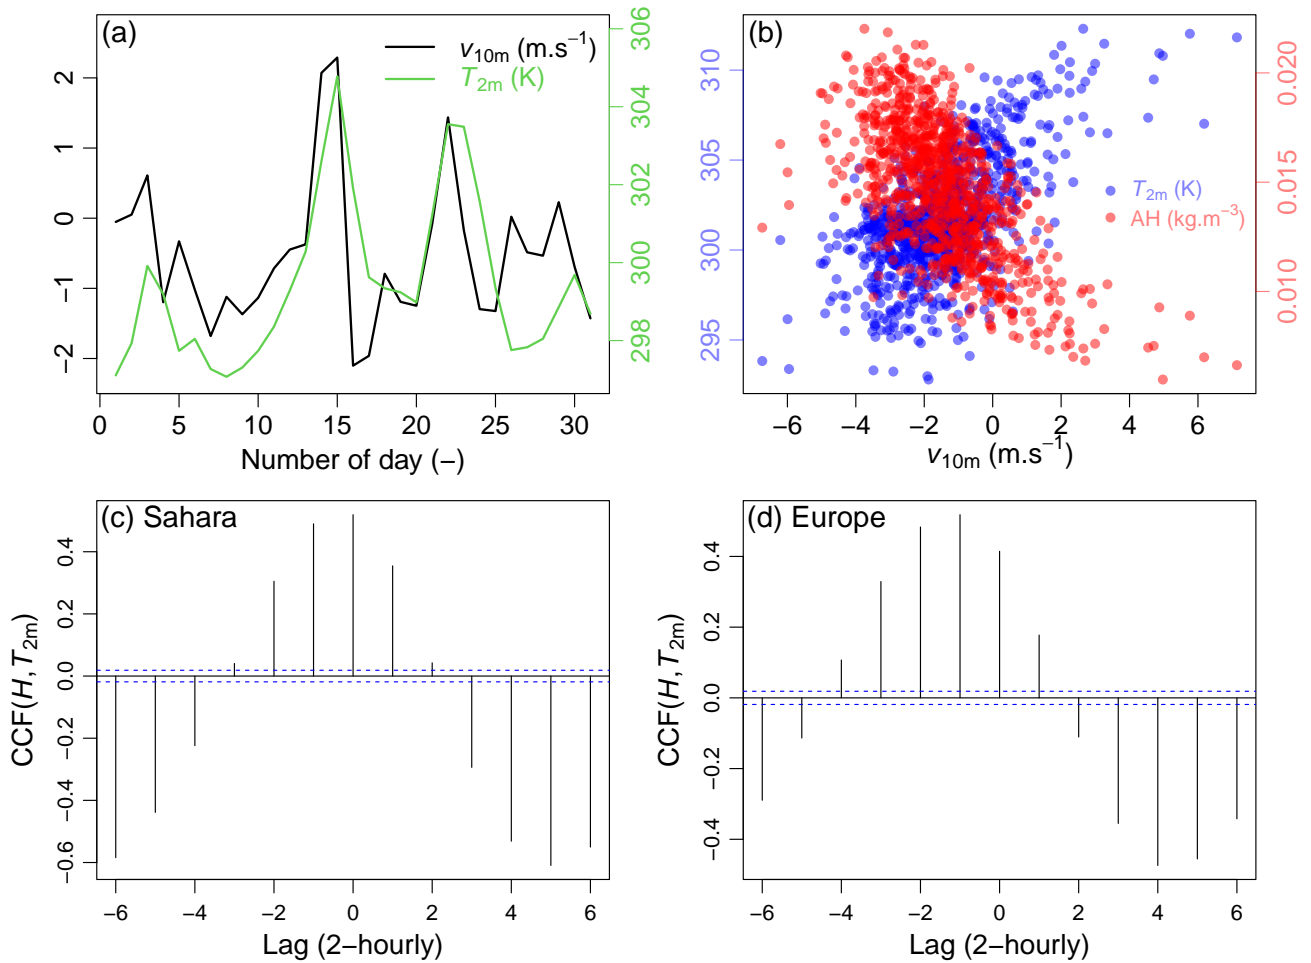 (a)
v10m (m.s−1)
T2m (K)
2
1
0
−1
−2
306
304
302
300
298
0 5 10 15 20 25 30
Number of day (−)
(b)
310
305
300
295
0.020
0.015
0.010
T2m (K)
AH (kg.m−3)
−6 −4 −2 0 2 4 6
v10m (m.s−1)
(c) Sahara
CCF(H, T2m)
0.4
0.2
0.0
−0.2
−0.4
−0.6
−6 −4 −2 0 2 4 6
Lag (2−hourly)
(d) Europe
CCF(H, T2m)
0.4
0.2
0.0
−0.2
−0.4
−6 −4 −2 0 2 4 6
Lag (2−hourly)